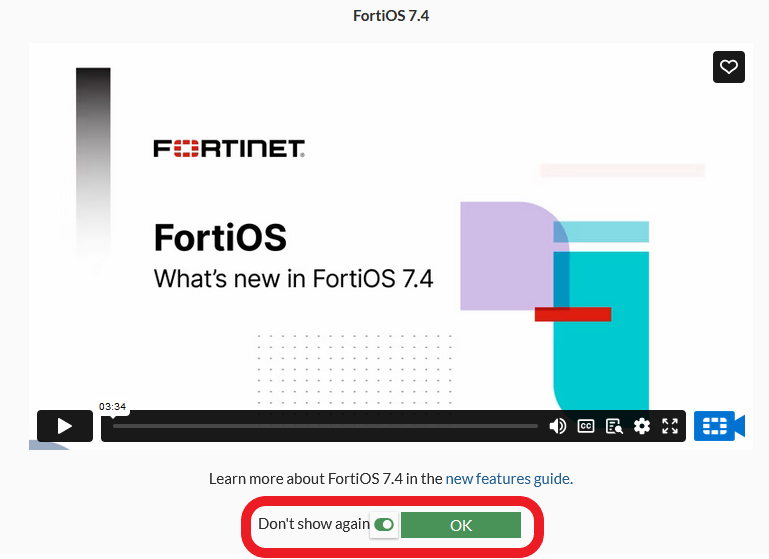 FortiOS 7.4
FORTINET
FortiOS
What's new in FortiOS 7.4
03:34
CC
Learn more about FortiOS 7.4 in the new features guide.
Don't show again OK